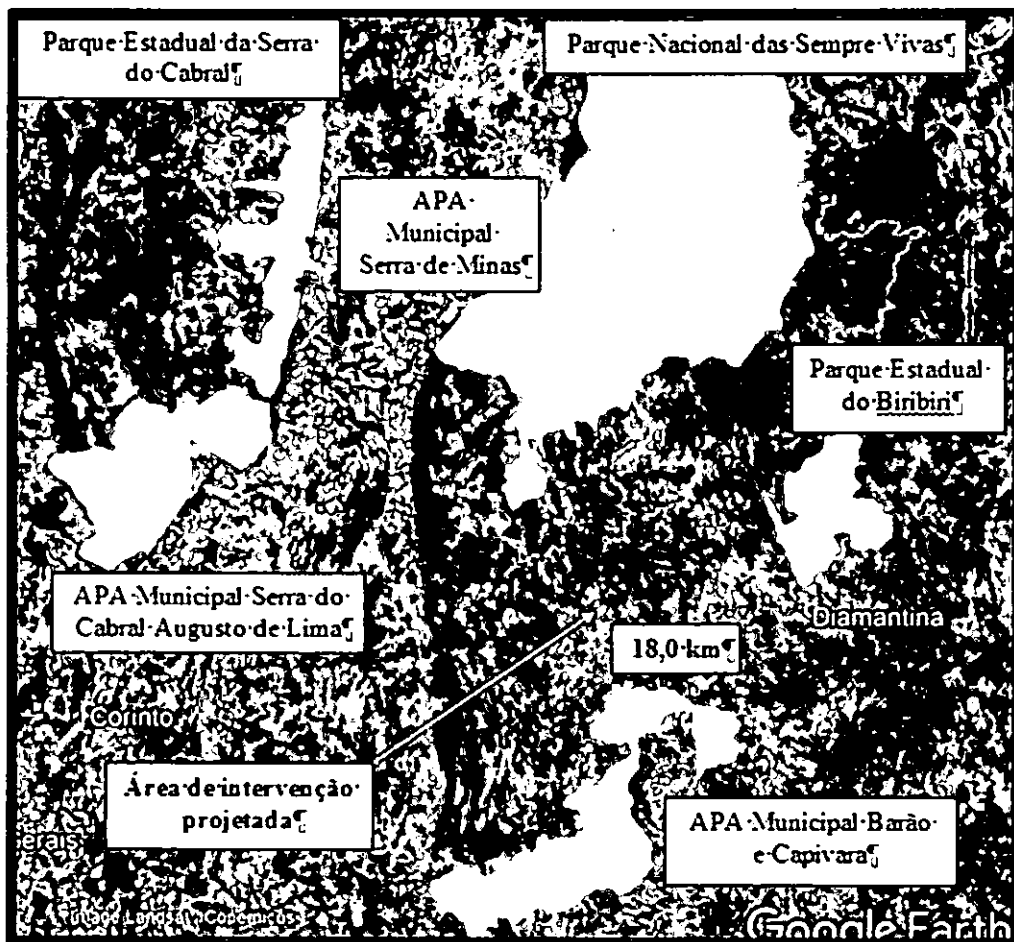 Parque·Estadual·da·Serra·
do·Cabral¶
Parque·Nacional·das·Sempre·Vivas¶
APA·
Municipal·
Serra·de·Minas¶
Parque·Estadual·
do·Biribiri¶
APA·Municipal·Serra·do·
Cabral·Augusto·de·Lima¶
18,0·km¶
Diamantina
Corinto
Área·de·intervenção·
projetada¶
erais
APA·Municipal·Barão·
e·Capivara¶
Google Earth